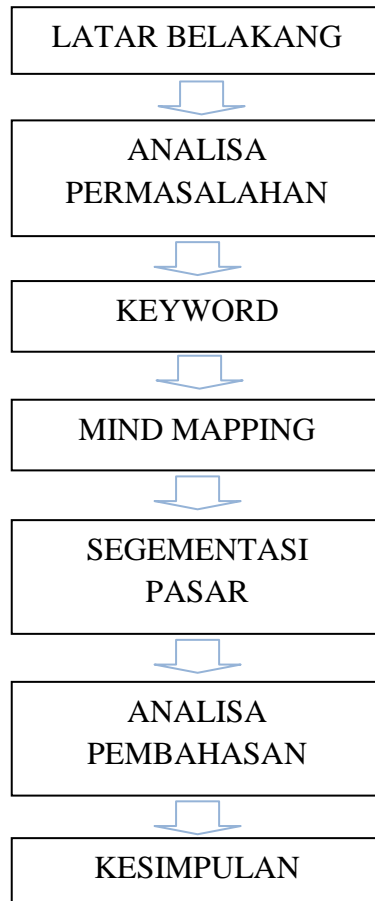 LATAR BELAKANG
ANALISA
PERMASALAHAN
KEYWORD
MIND MAPPING
SEGEMENTASI
PASAR
ANALISA
PEMBAHASAN
KESIMPULAN